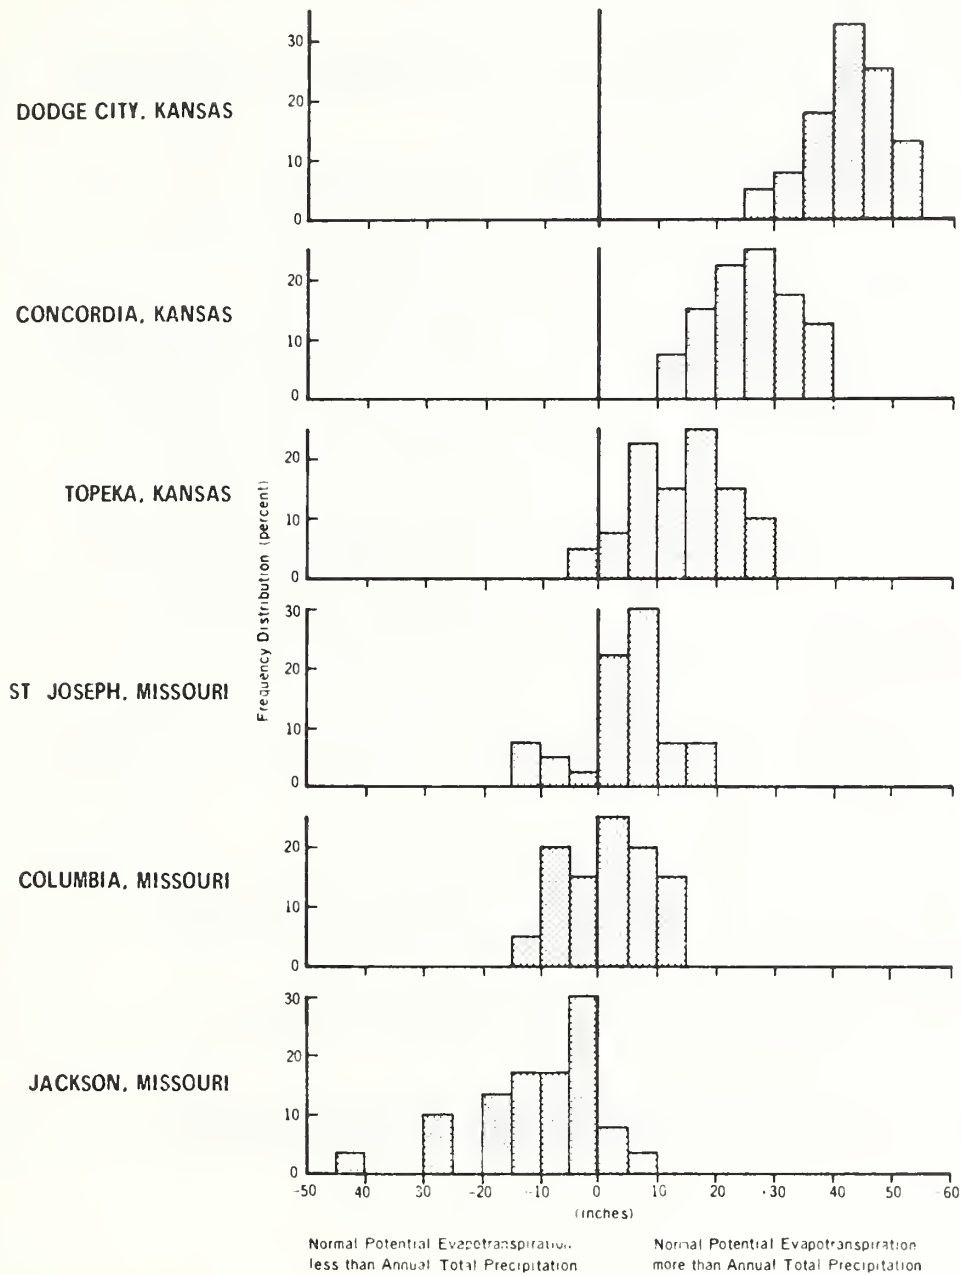 DODGE CITY, KANSAS
30
20
10
0
CONCORDIA, KANSAS
20
10
0
TOPEKA, KANSAS
20
10
0
Frequency Distribution (percent)
ST JOSEPH, MISSOURI
30
20
10
0
COLUMBIA, MISSOURI
20
10
0
JACKSON, MISSOURI
30
20
10
0
-50 40 30 -20 -10 0 10 20 30 40 50 60
(inches)
Normal Potential Evapotranspiration
less than Annual Total Precipitation
Normal Potential Evapotranspiration
more than Annual Total Precipitation